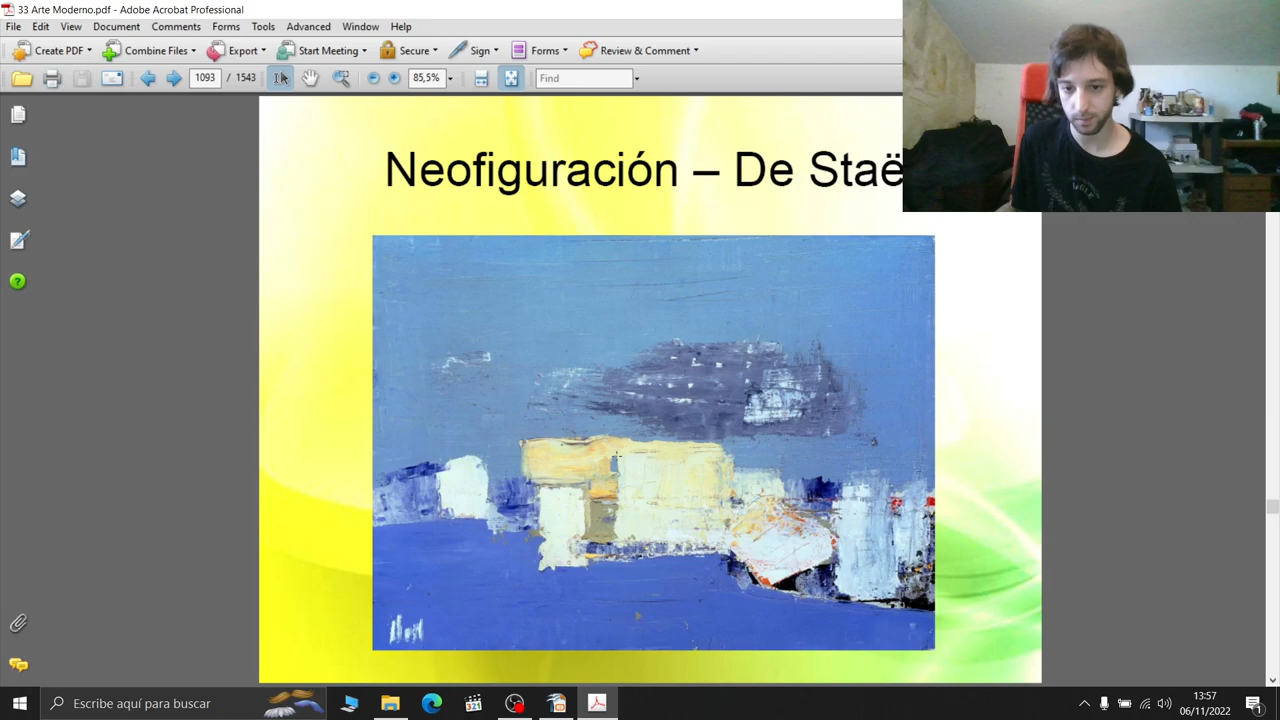 33 Arte Moderno.pdf - Adobe Acrobat Professional
File Edit View Document Comments Forms Tools Advanced Window Help
Create PDF Combine Files Export Start Meeting Secure Sign Forms Review & Comment
1093 / 1543 85,5% Find
Neofiguración – De Staë
Escribe aquí para buscar
321
13:57
06/11/2022
1